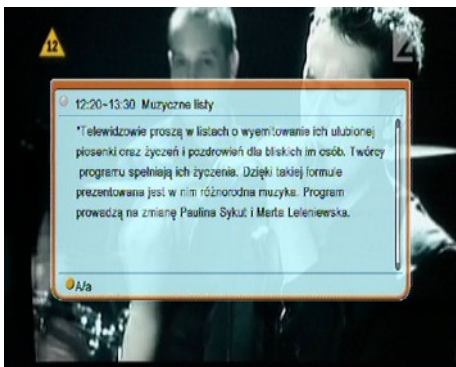 12
12:20-13:30 Muzyczne listy
"Telewidzowie proszą w listach o wyemitowanie ich ulubionej
piosenki oraz życzeń i pozdrowień dla bliskich im osób. Twórcy
programu spełniają ich życzenia. Dzięki takiej formule
prezentowana jest w nim różnorodna muzyka. Program
prowadzą na zmianę Paulina Sykut i Marta Leleniewska.
A/a